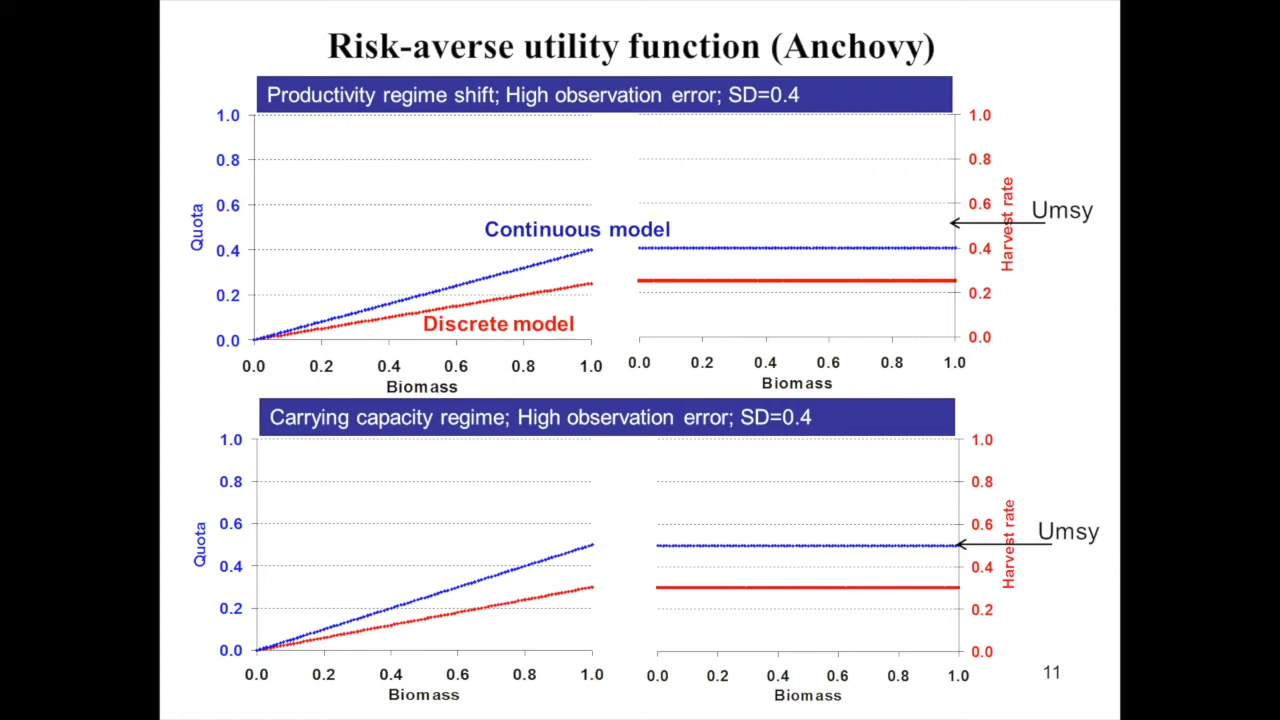 Risk-averse utility function (Anchovy)
Productivity regime shift; High observation error; SD=0.4
1.0
0.8
0.6
0.4
0.2
0.0
Quota
Continuous model
Discrete model
0.0 0.2 0.4 0.6 0.8 1.0
Biomass
1.0
0.8
0.6
0.4
0.2
0.0
Harvest rate
Umsy
0.0 0.2 0.4 0.6 0.8 1.0
Biomass
Carrying capacity regime; High observation error; SD=0.4
1.0
0.8
0.6
0.4
0.2
0.0
Quota
0.0 0.2 0.4 0.6 0.8 1.0
Biomass
1.0
0.8
0.6
0.4
0.2
0.0
Harvest rate
Umsy
0.0 0.2 0.4 0.6 0.8 1.0
Biomass
11